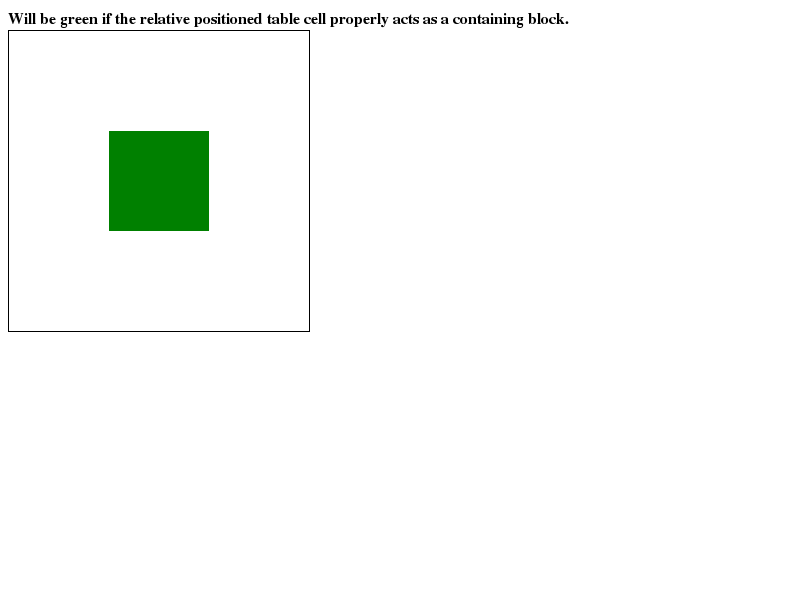 Will be green if the relative positioned table cell properly acts as a containing block.